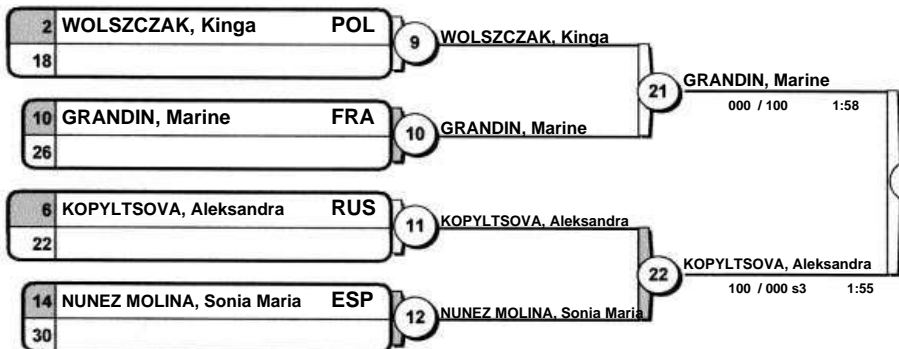 2 WOLSZCZAK, Kinga POL
18
9
WOLSZCZAK, Kinga
10 GRANDIN, Marine FRA
26
10
GRANDIN, Marine
21
GRANDIN, Marine
000 / 100 1:58
6 KOPYLTSOVA, Aleksandra RUS
22
11
KOPYLTSOVA, Aleksandra
14 NUNEZ MOLINA, Sonia Maria ESP
30
12
NUNEZ MOLINA, Sonia Maria
22
KOPYLTSOVA, Aleksandra
100 / 000 s3 1:55